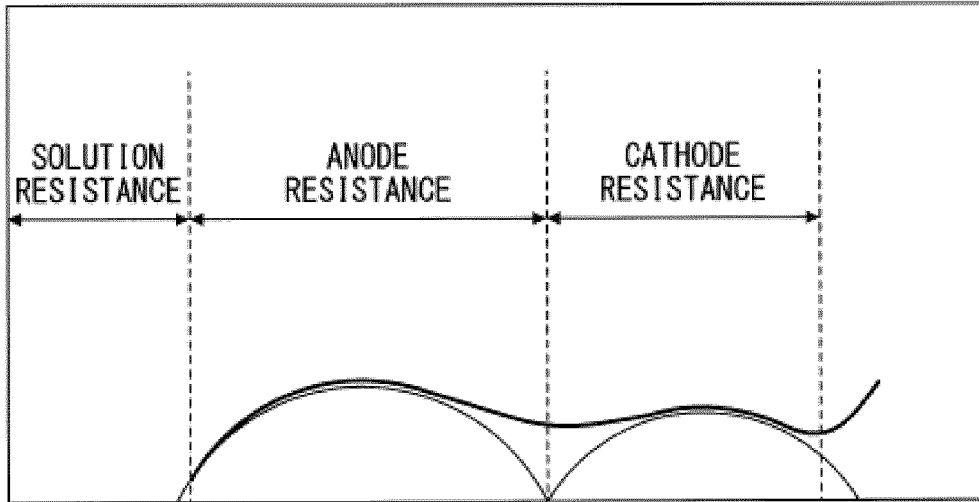 SOLUTION
RESISTANCE
ANODE
RESISTANCE
CATHODE
RESISTANCE